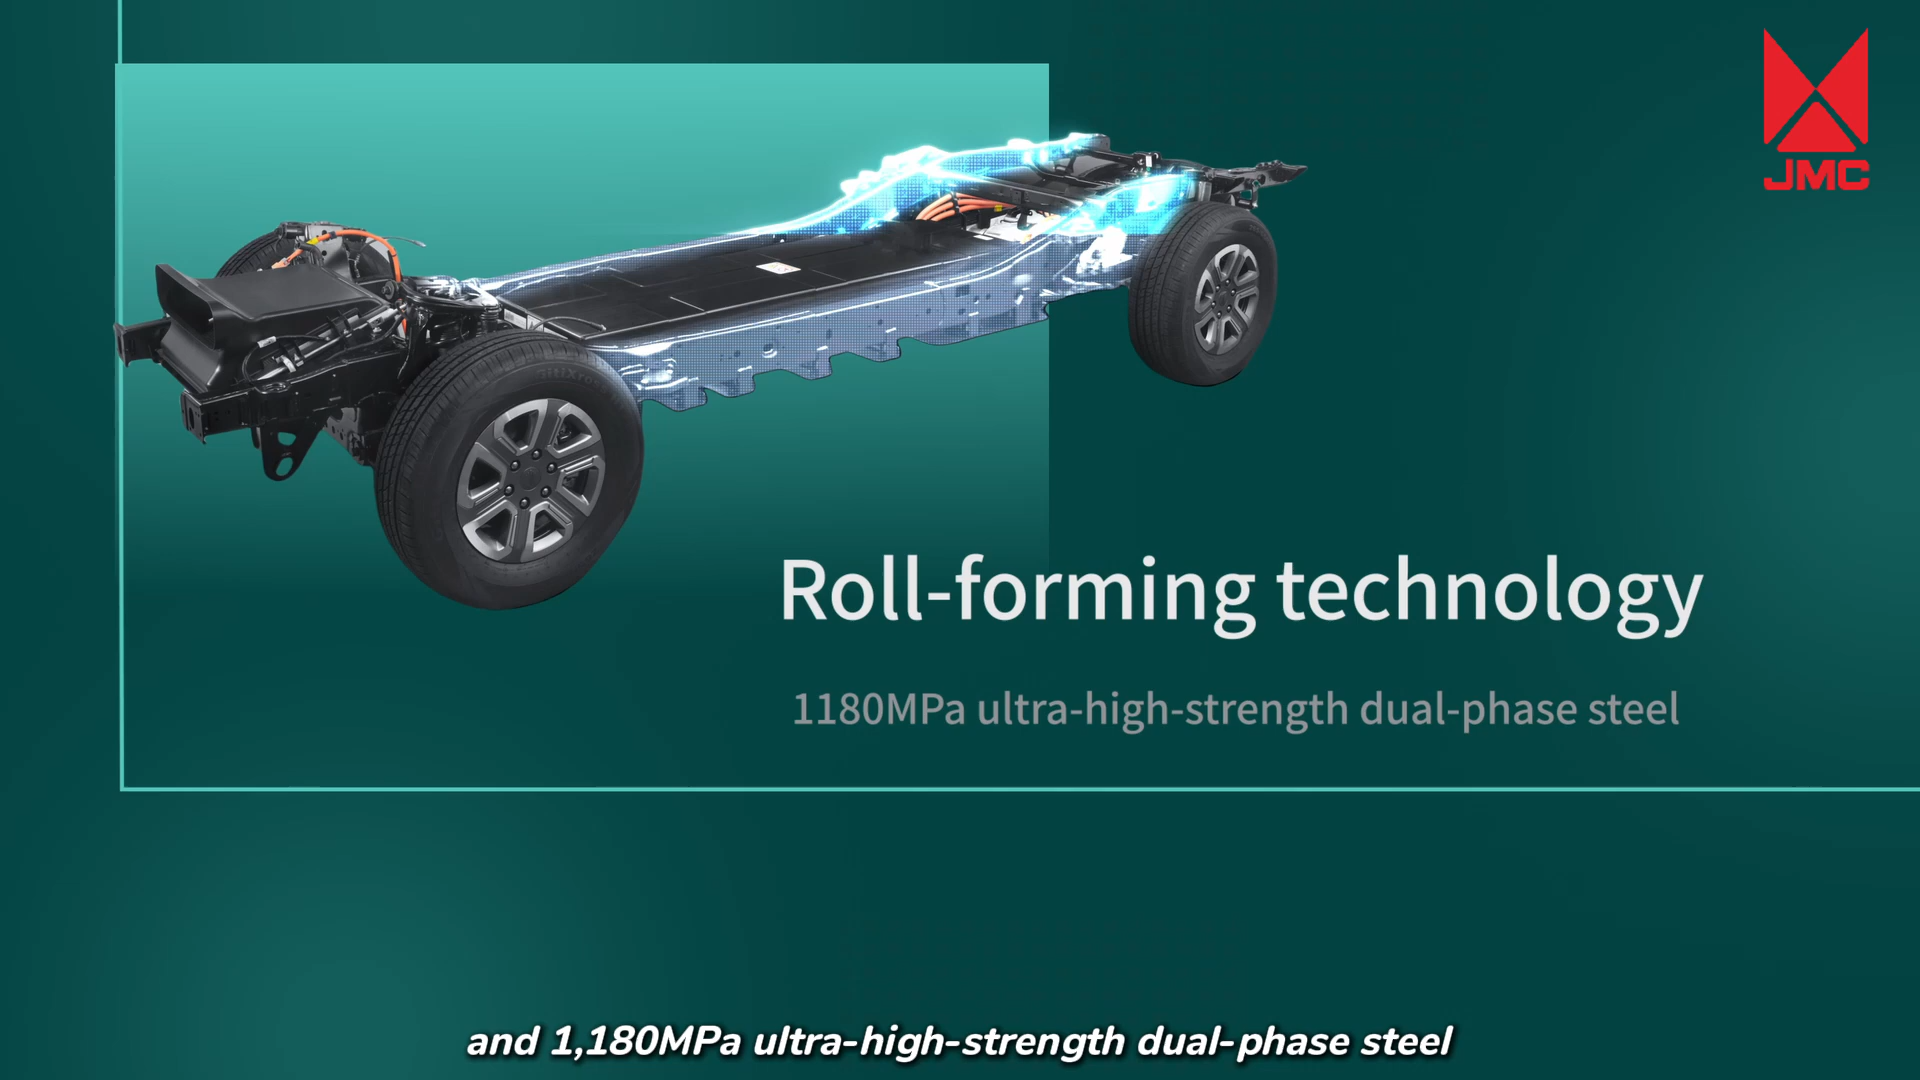 JMC
Roll-forming technology
1180MPa ultra-high-strength dual-phase steel
and 1,180MPa ultra-high-strength dual-phase steel